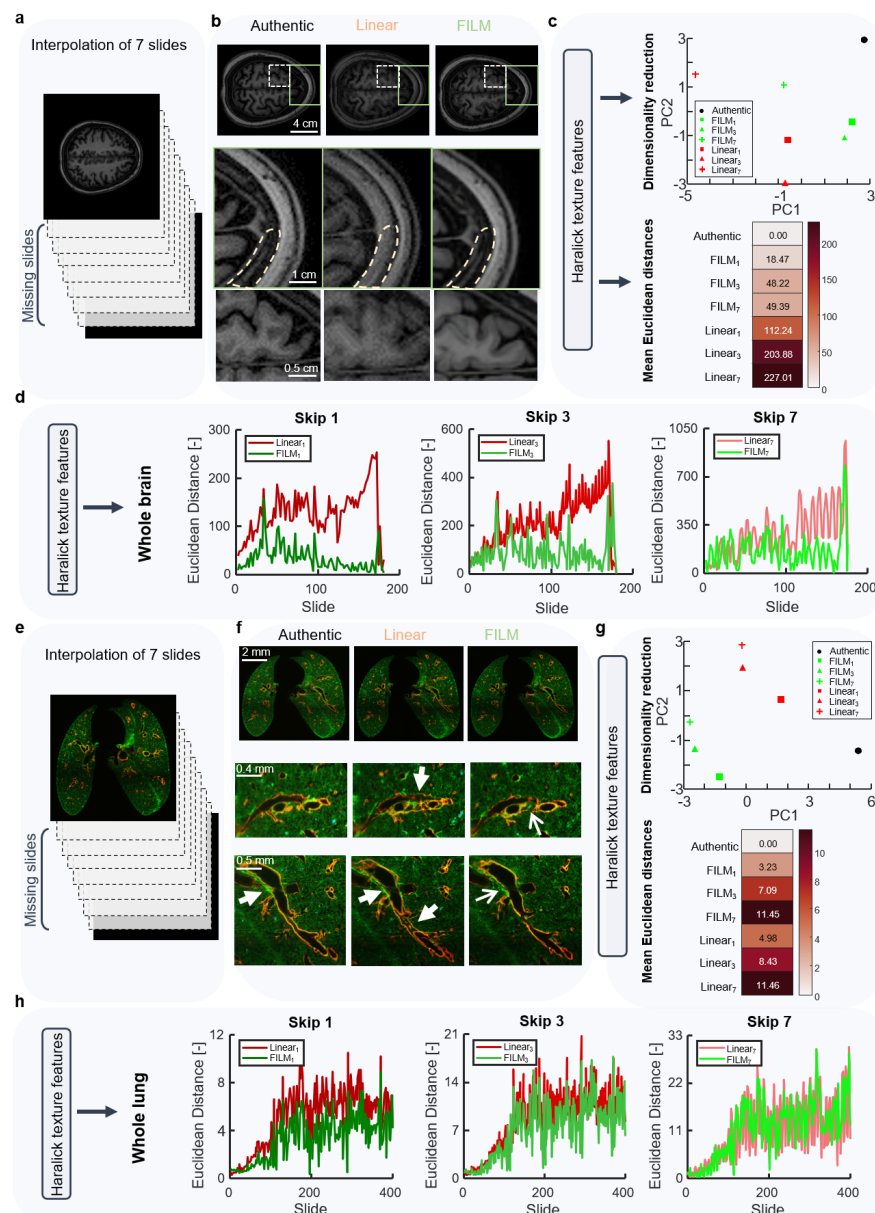 a
Interpolation of 7 slides
Missing slides
b
Authentic
Linear
FILM
4 cm
1 cm
0.5 cm
c
Haralick texture features
Dimensionality reduction
PC2
3
1
-1
-3
-5
-1
3
PC1
Authentic
FILM1
FILM3
FILM7
Linear1
Linear3
Linear7
Mean Euclidean distances
Authentic
0.00
FILM1
18.47
FILM3
48.22
FILM7
49.39
Linear1
112.24
Linear3
203.88
Linear7
227.01
200
150
100
50
0
d
Haralick texture features
Whole brain
Skip 1
Euclidean Distance [-]
300
200
100
0
0
100
200
Slide
Linear1
FILM1
Skip 3
Euclidean Distance [-]
600
400
200
0
0
100
200
Slide
Linear3
FILM3
Skip 7
Euclidean Distance [-]
1050
700
350
0
0
100
200
Slide
Linear7
FILM7
e
Interpolation of 7 slides
Missing slides
f
Authentic
Linear
FILM
2 mm
0.4 mm
0.5 mm
g
Haralick texture features
Dimensionality reduction
PC2
3
1
-1
-3
-3
0
3
6
PC1
Authentic
FILM1
FILM3
FILM7
Linear1
Linear3
Linear7
Mean Euclidean distances
Authentic
0.00
FILM1
3.23
FILM3
7.09
FILM7
11.45
Linear1
4.98
Linear3
8.43
Linear7
11.46
10
8
6
4
2
0
h
Haralick texture features
Whole lung
Skip 1
Euclidean Distance [-]
12
8
4
0
0
200
400
Slide
Linear1
FILM1
Skip 3
Euclidean Distance [-]
21
14
7
0
0
200
400
Slide
Linear3
FILM3
Skip 7
Euclidean Distance [-]
33
22
11
0
0
200
400
Slide
Linear7
FILM7